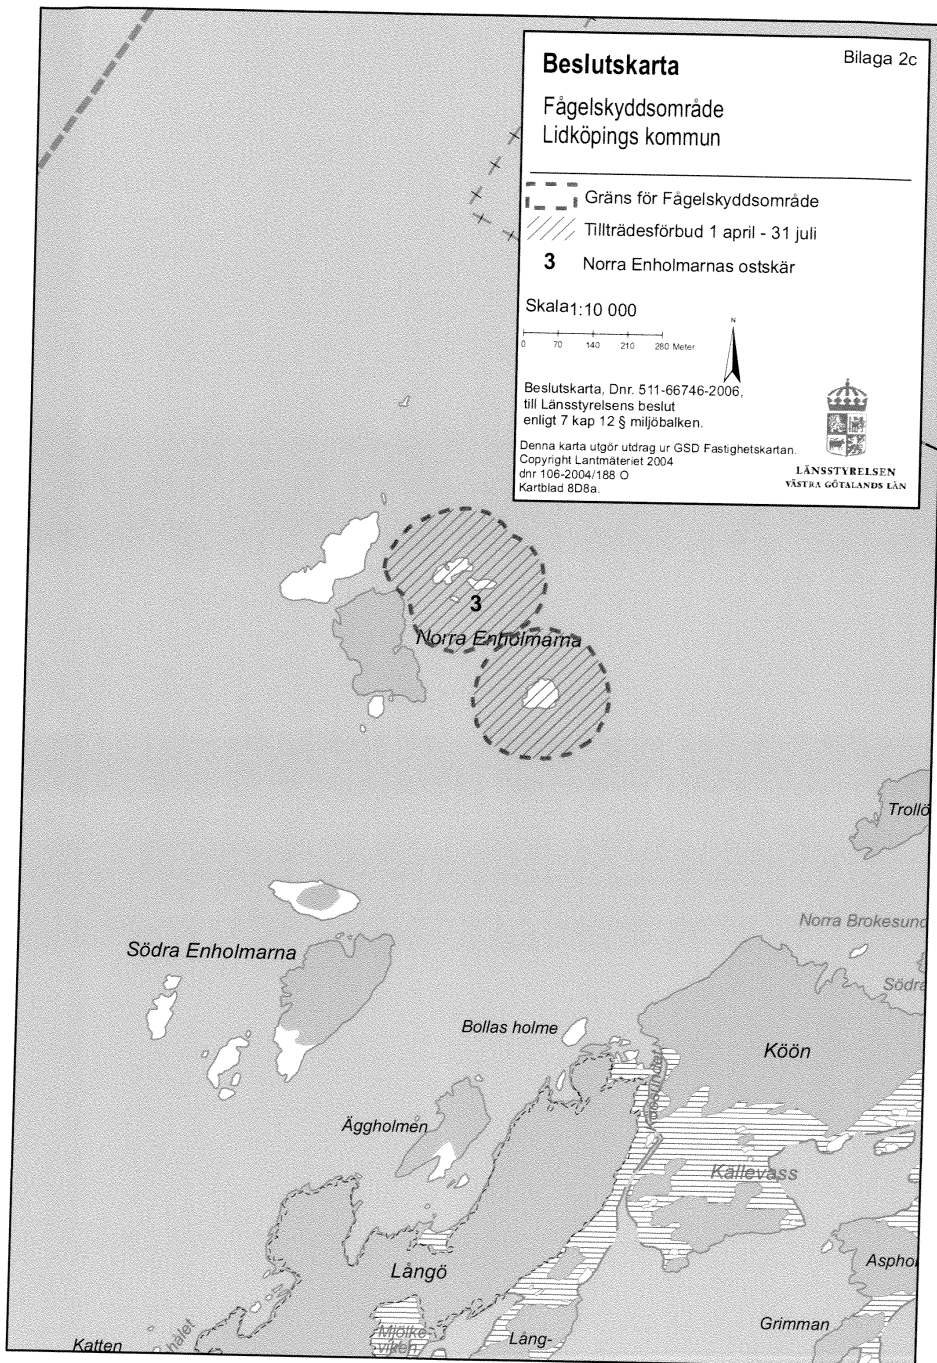 Beslutskarta
Bilaga 2c
Fågelskyddsområde
Lidköpings kommun
Gräns för Fågelskyddsområde
Tillträdesförbud 1 april - 31 juli
3 Norra Enholmarnas ostskär
Skala1:10 000
N
0 70 140 210 280 Meter
Beslutskarta, Dnr. 511-66746-2006,
till Länsstyrelsens beslut
enligt 7 kap 12 § miljöbalken.
Denna karta utgör utdrag ur GSD Fastighetskartan.
Copyright Lantmäteriet 2004
dnr 106-2004/188 O
Kartblad 8D8a.
LÄNSSTYRELSEN
VÄSTRA GÖTALANDS LÄN
3
Norra Enholmarna
Trollö
Norra Brokesund
Södra Enholmarna
Södra
Bollas holme
Köön
Äggholmen
Källevass
Långö
Asphol
Grimman
Mjölke-
viken
Lång-
Katten
hålet